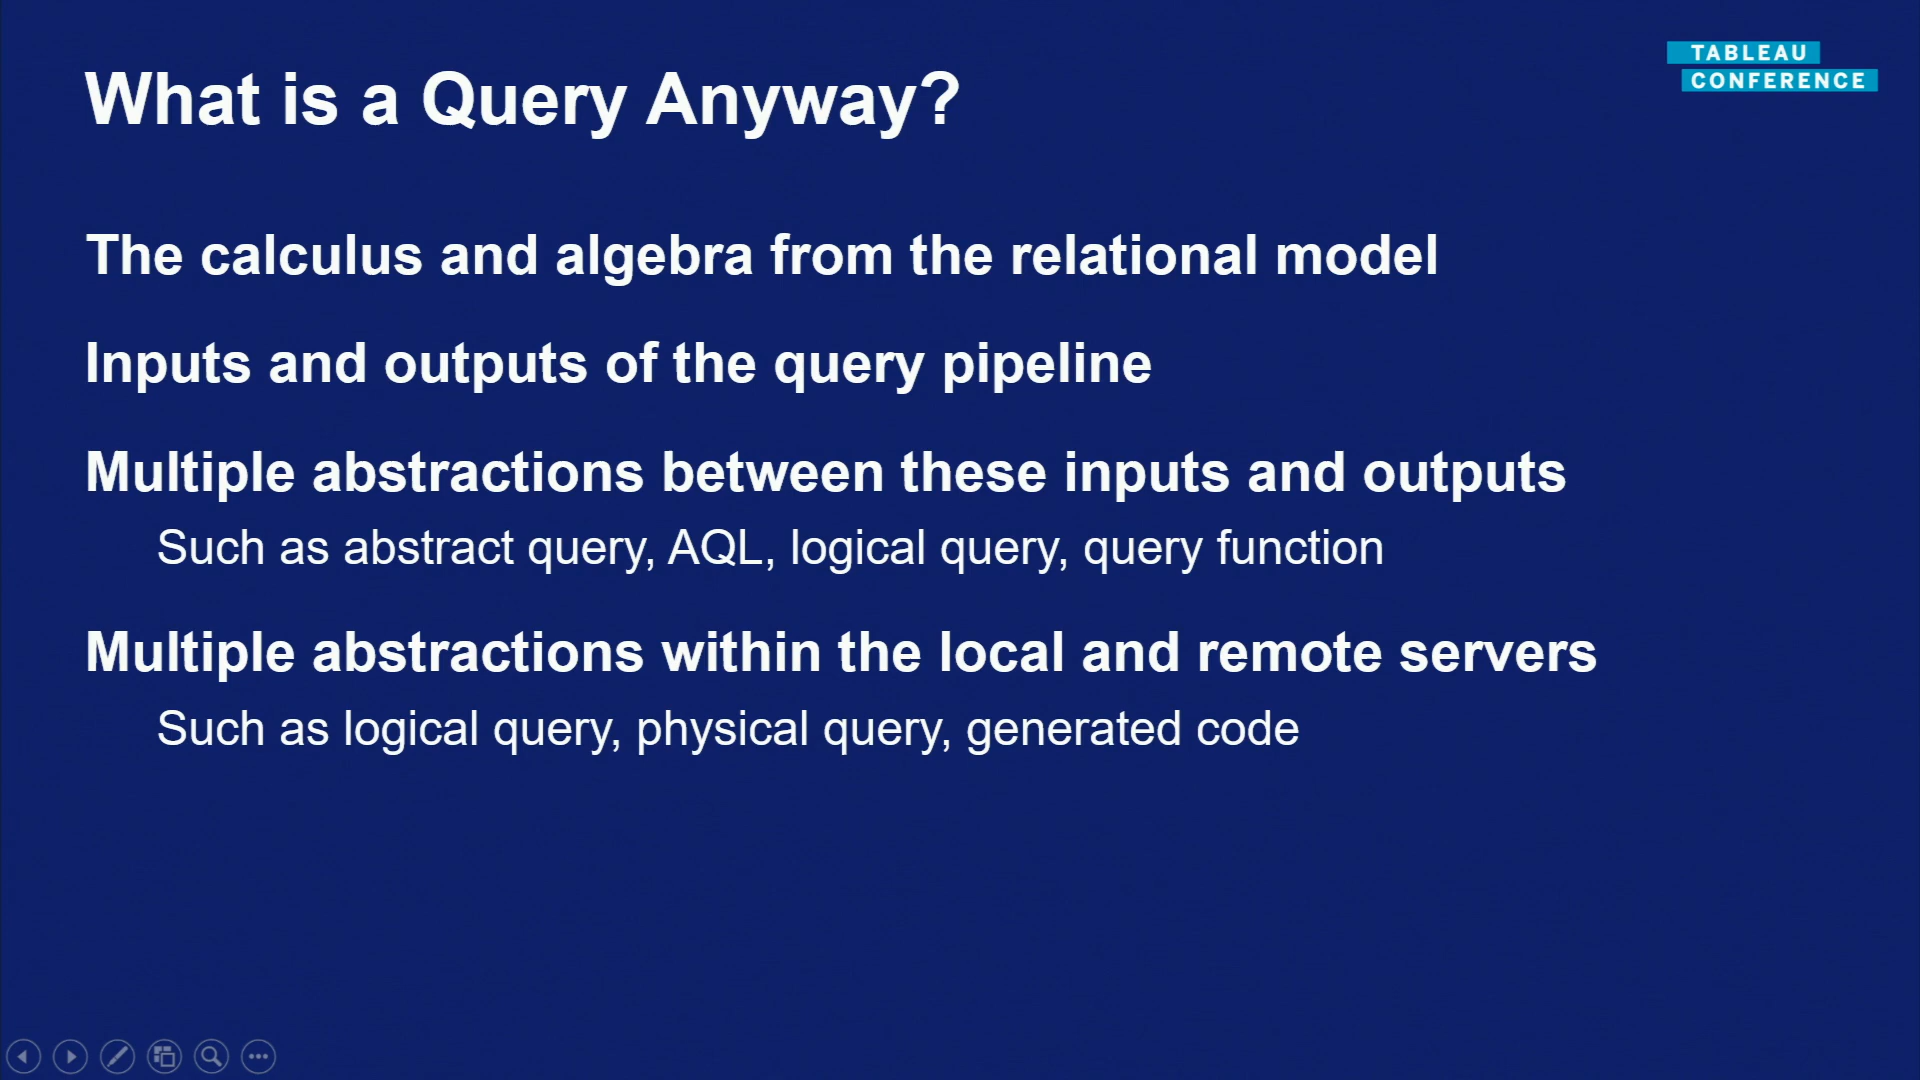 What is a Query Anyway?
TABLEAU
CONFERENCE
The calculus and algebra from the relational model
Inputs and outputs of the query pipeline
Multiple abstractions between these inputs and outputs
Such as abstract query, AQL, logical query, query function
Multiple abstractions within the local and remote servers
Such as logical query, physical query, generated code